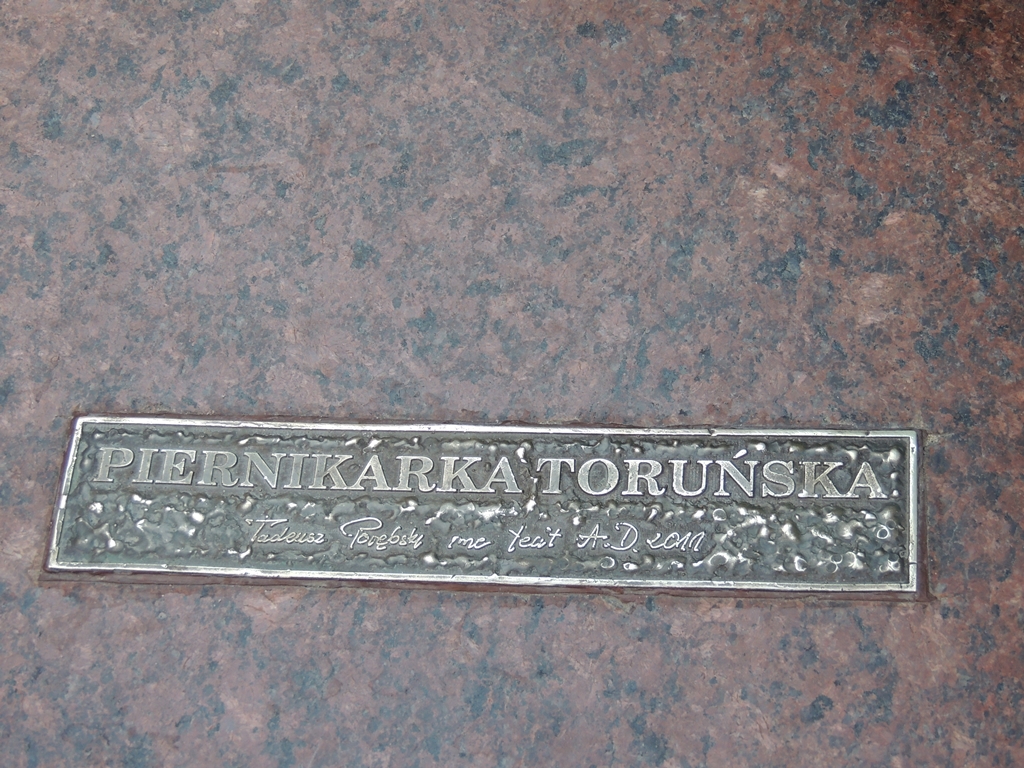 PIERNIKARKA TORUŃSKA
Tadeusz Porębski me fecit A.D. 2011